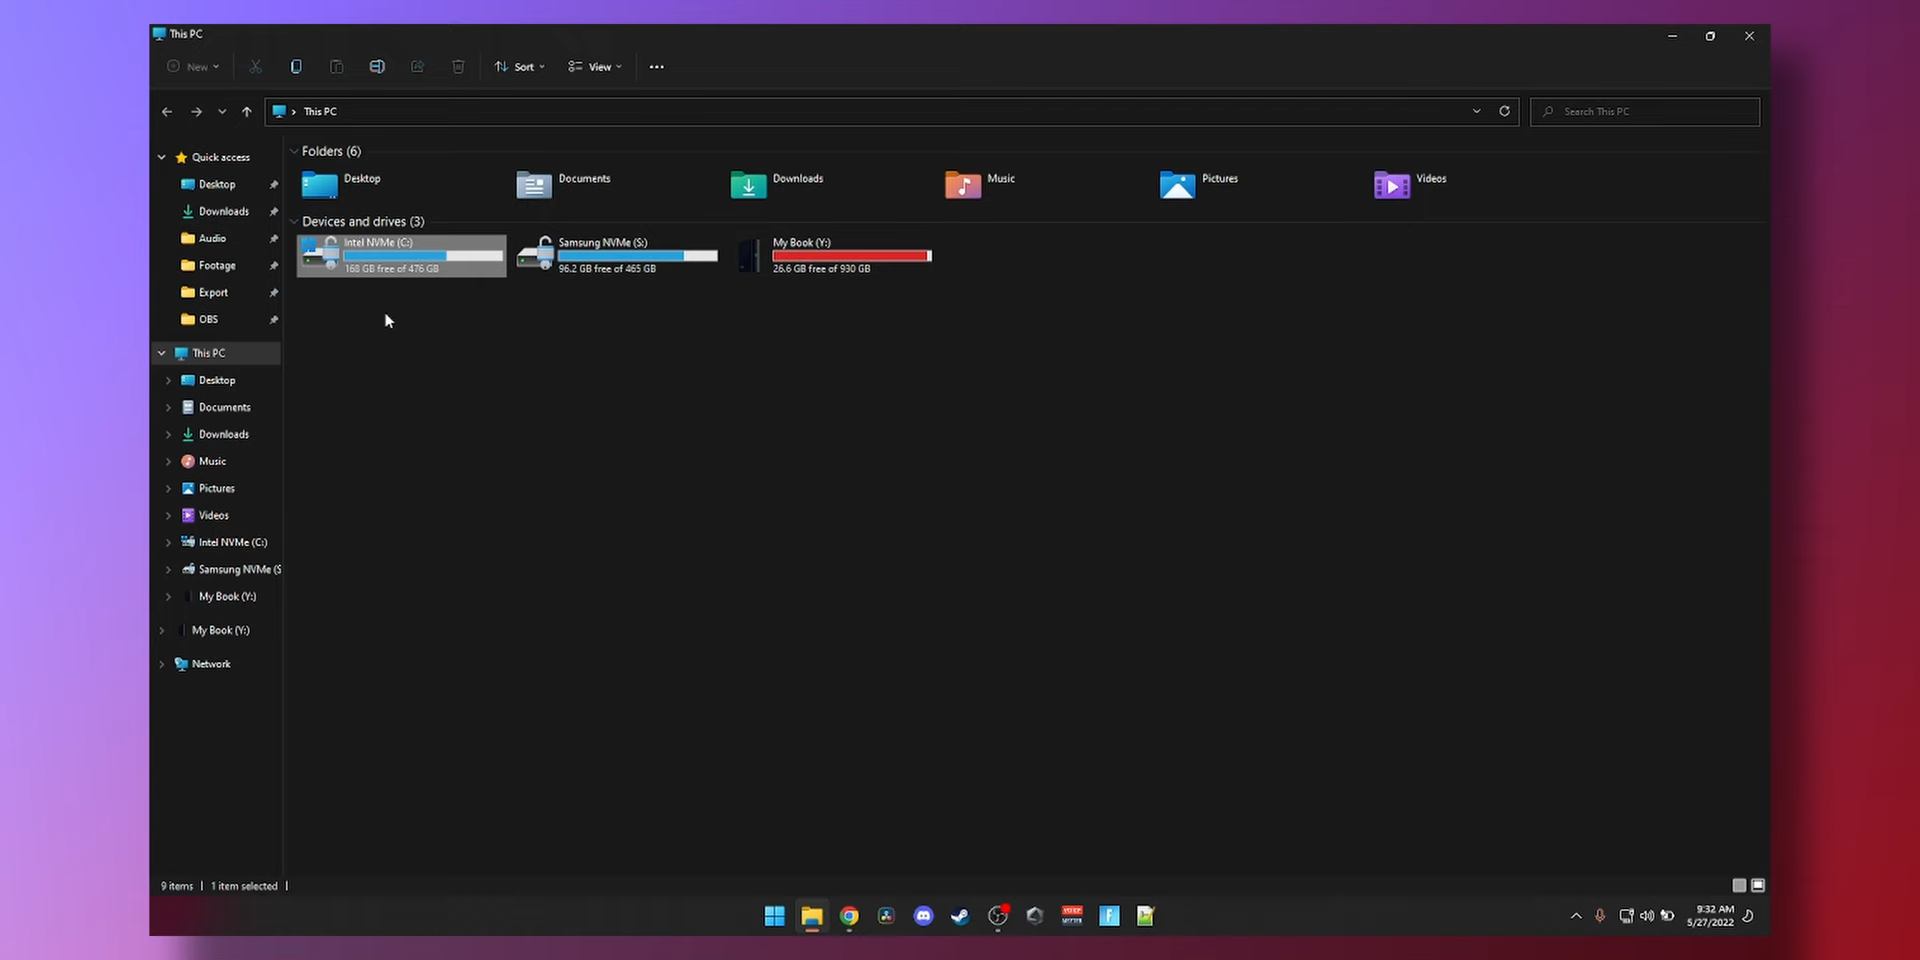 This PC
New
Sort
View
This PC
Search This PC
Quick access
Desktop
Downloads
Audio
Footage
Export
OBS
This PC
Desktop
Documents
Downloads
Music
Pictures
Videos
Intel NVMe (C:)
Samsung NVMe (S
My Book (Y:)
My Book (Y:)
Network
Folders (6)
Desktop
Documents
Downloads
Music
Pictures
Videos
Devices and drives (3)
Intel NVMe (C:)
168 GB free of 476 GB
Samsung NVMe (S:)
96.2 GB free of 465 GB
My Book (Y:)
26.6 GB free of 930 GB
9 items
1 item selected
9:32 AM
5/27/2022